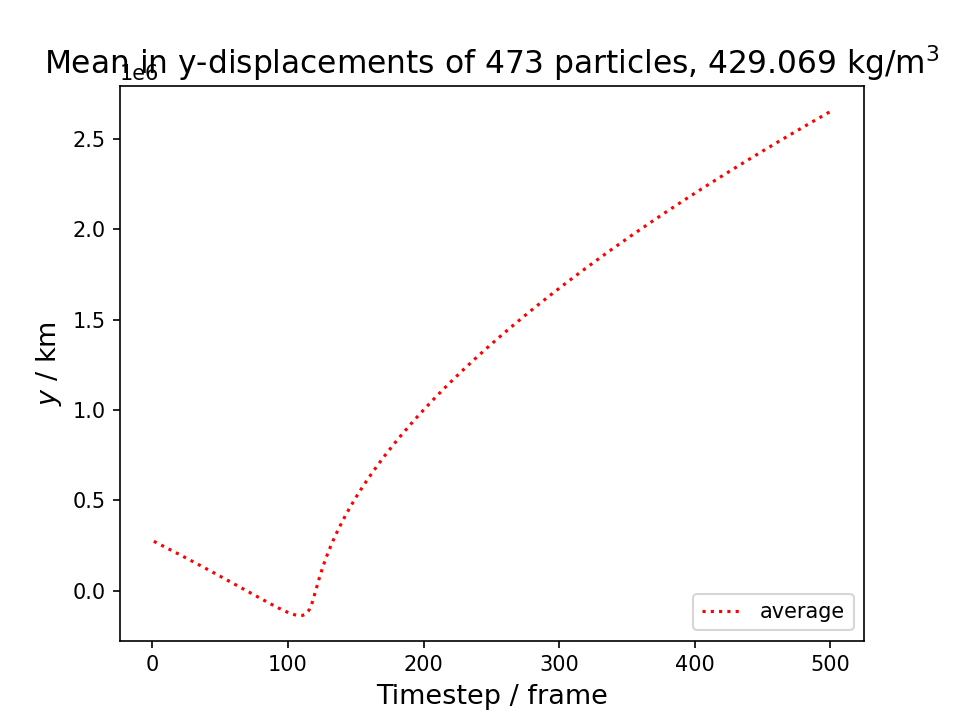 Mean in y-displacements of 473 particles, 429.069 kg/m³
1e6
2.5
2.0
1.5
1.0
0.5
0.0
y / km
0 100 200 300 400 500
Timestep / frame
average